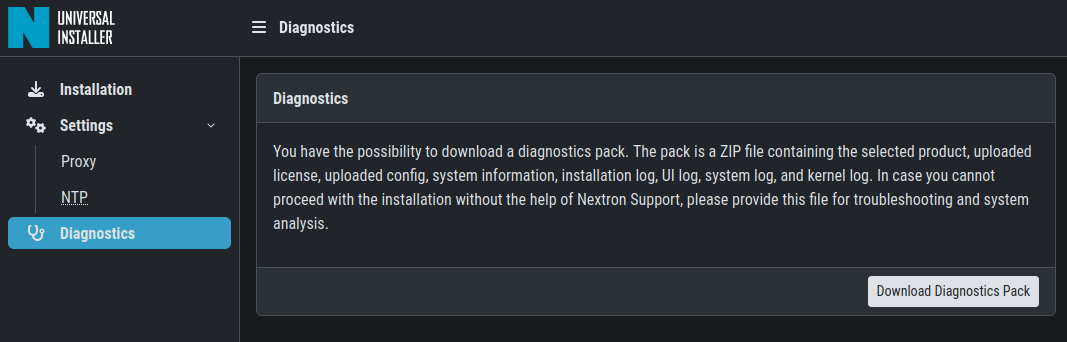 UNIVERSAL
INSTALLER
Diagnostics
Installation
Settings
Proxy
NTP
Diagnostics
Diagnostics
You have the possibility to download a diagnostics pack. The pack is a ZIP file containing the selected product, uploaded
license, uploaded config, system information, installation log, UI log, system log, and kernel log. In case you cannot
proceed with the installation without the help of Nextron Support, please provide this file for troubleshooting and system
analysis.
Download Diagnostics Pack